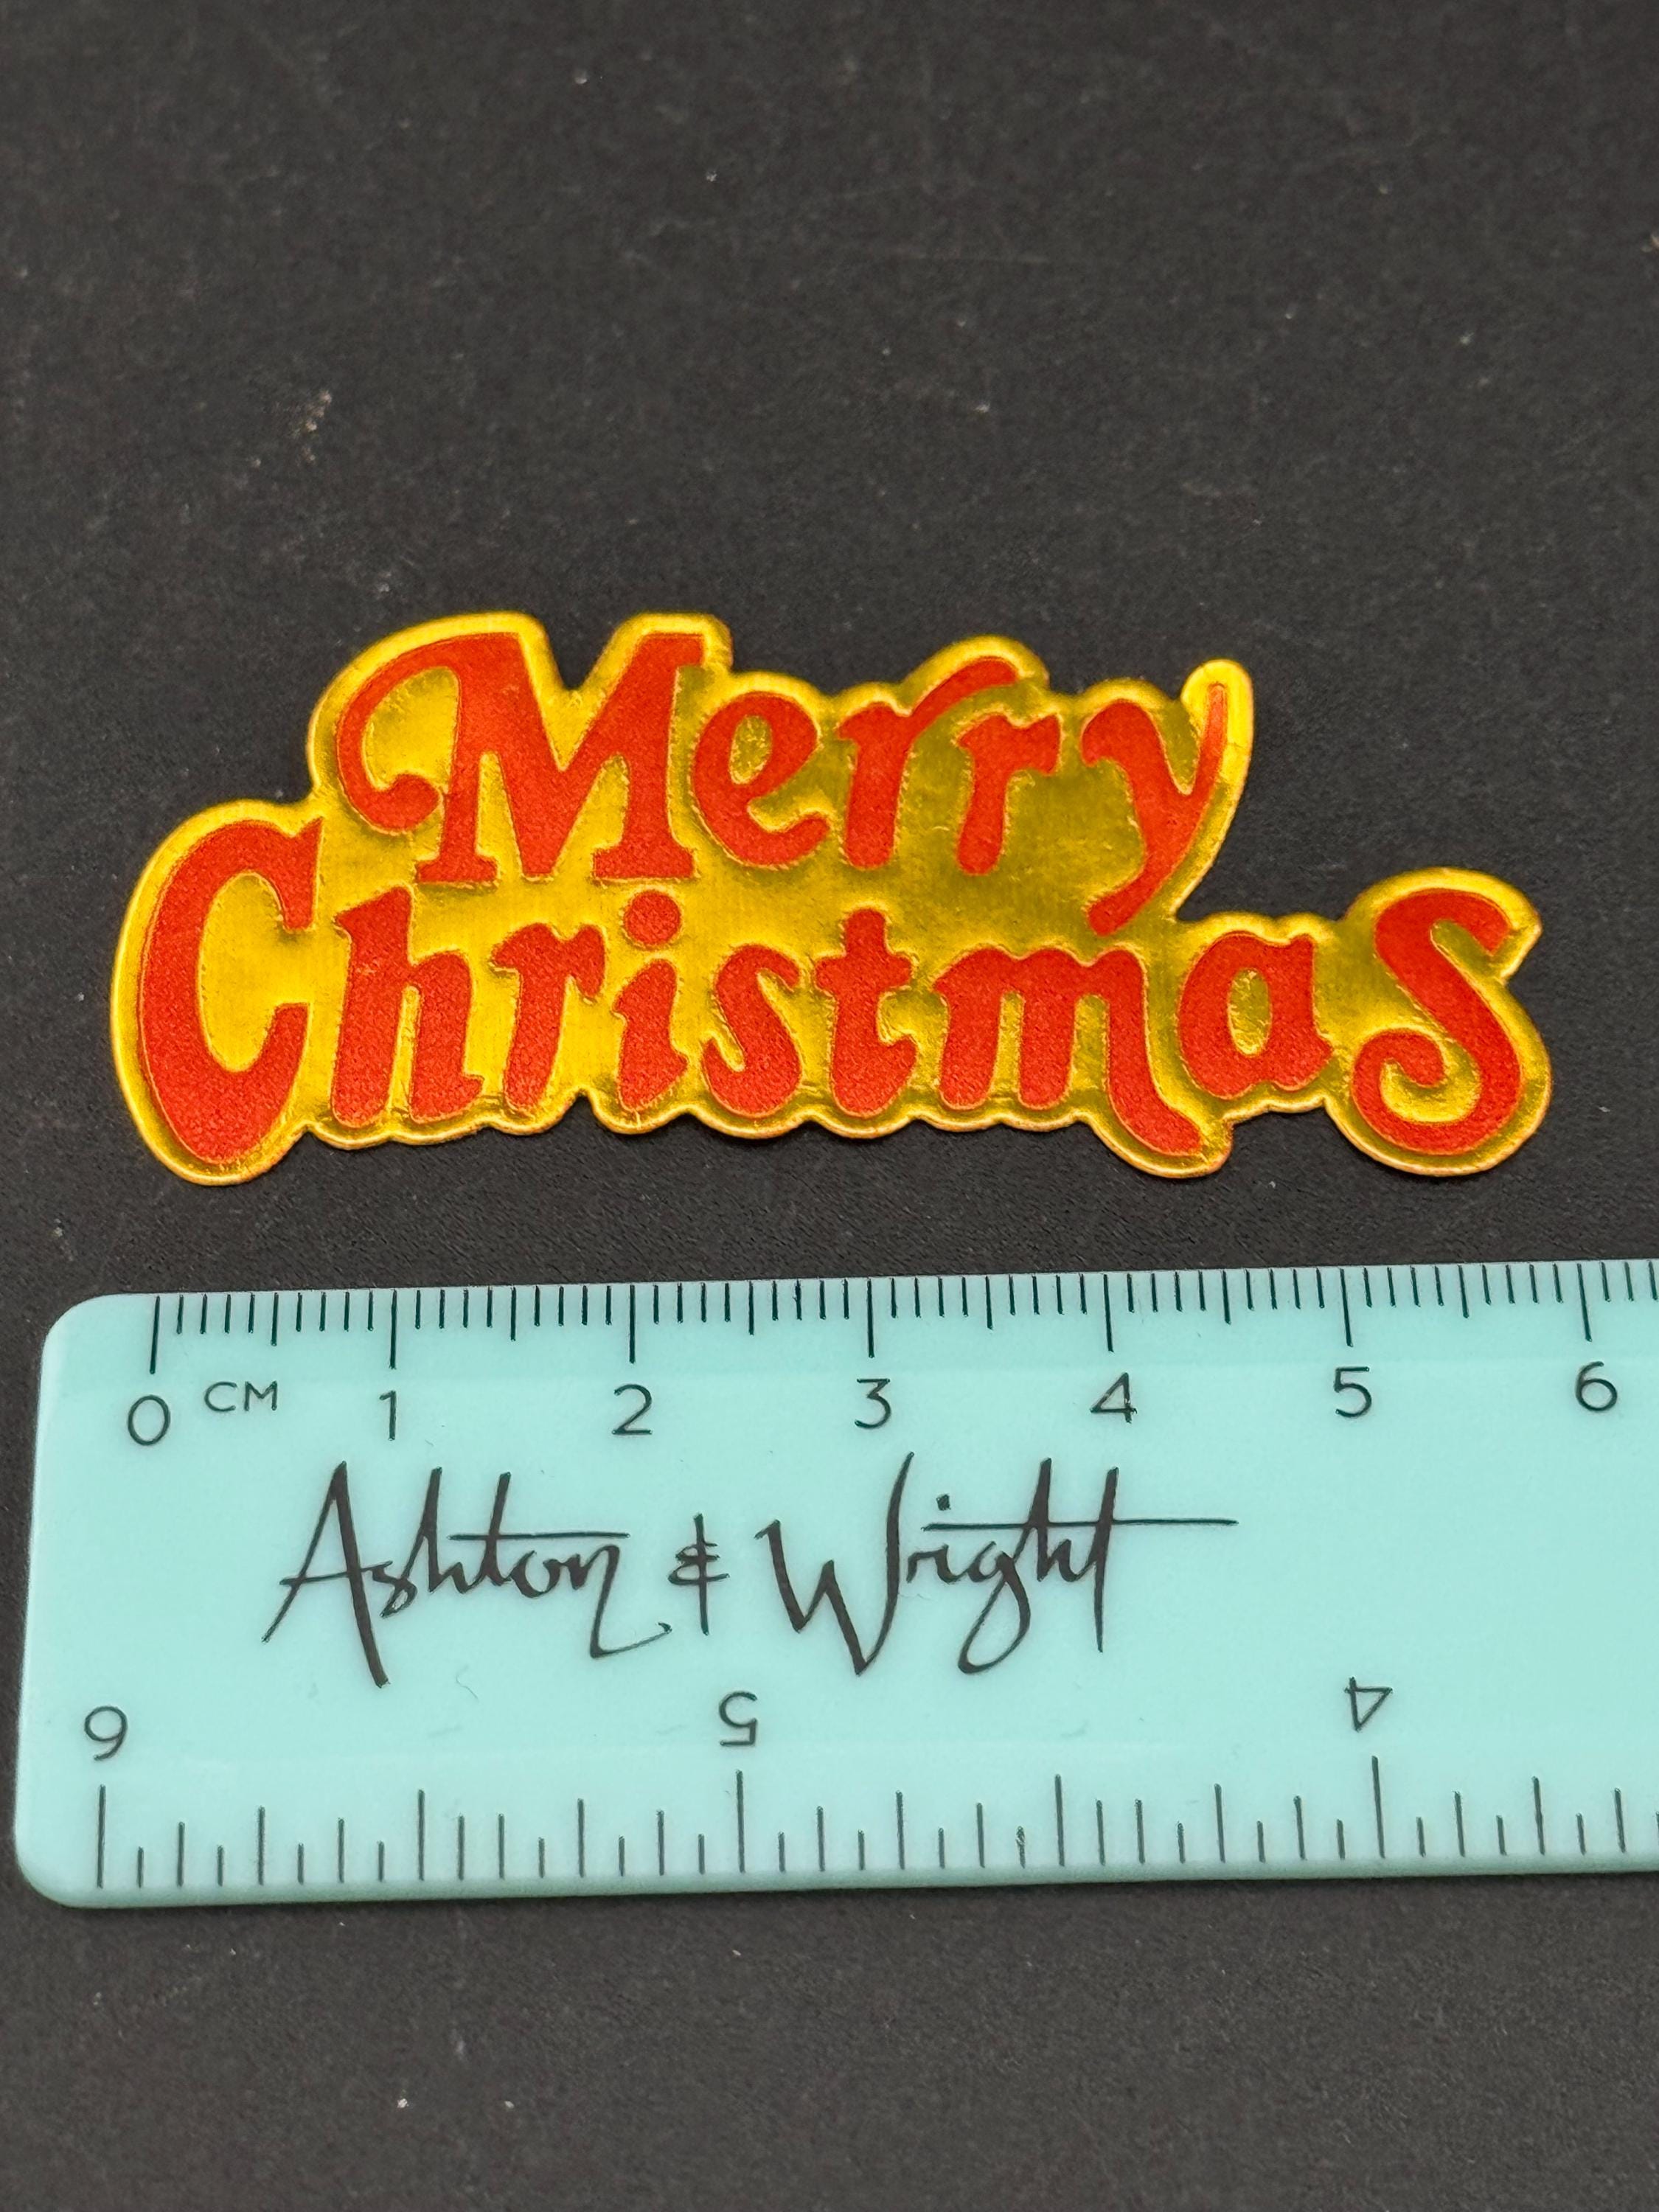 Merry
Christmas
0 CM 1 2 3 4 5 6
Ashton & Wright
6 5 4